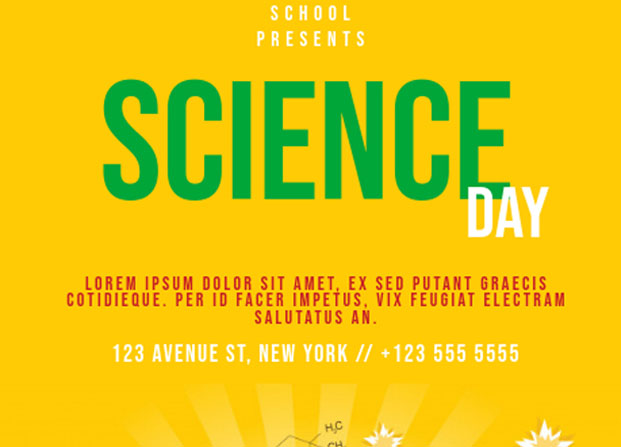 SCHOOL
PRESENTS
SCIENCE
DAY
LOREM IPSUM DOLOR SIT AMET, EX SED PUTANT GRAECIS
COTIDIEQUE. PER ID FACER IMPETUS, VIX FEUGIAT ELECTRAM
SALUTATUS AN.
123 AVENUE ST, NEW YORK // +123 555 5555
H₃C
CH